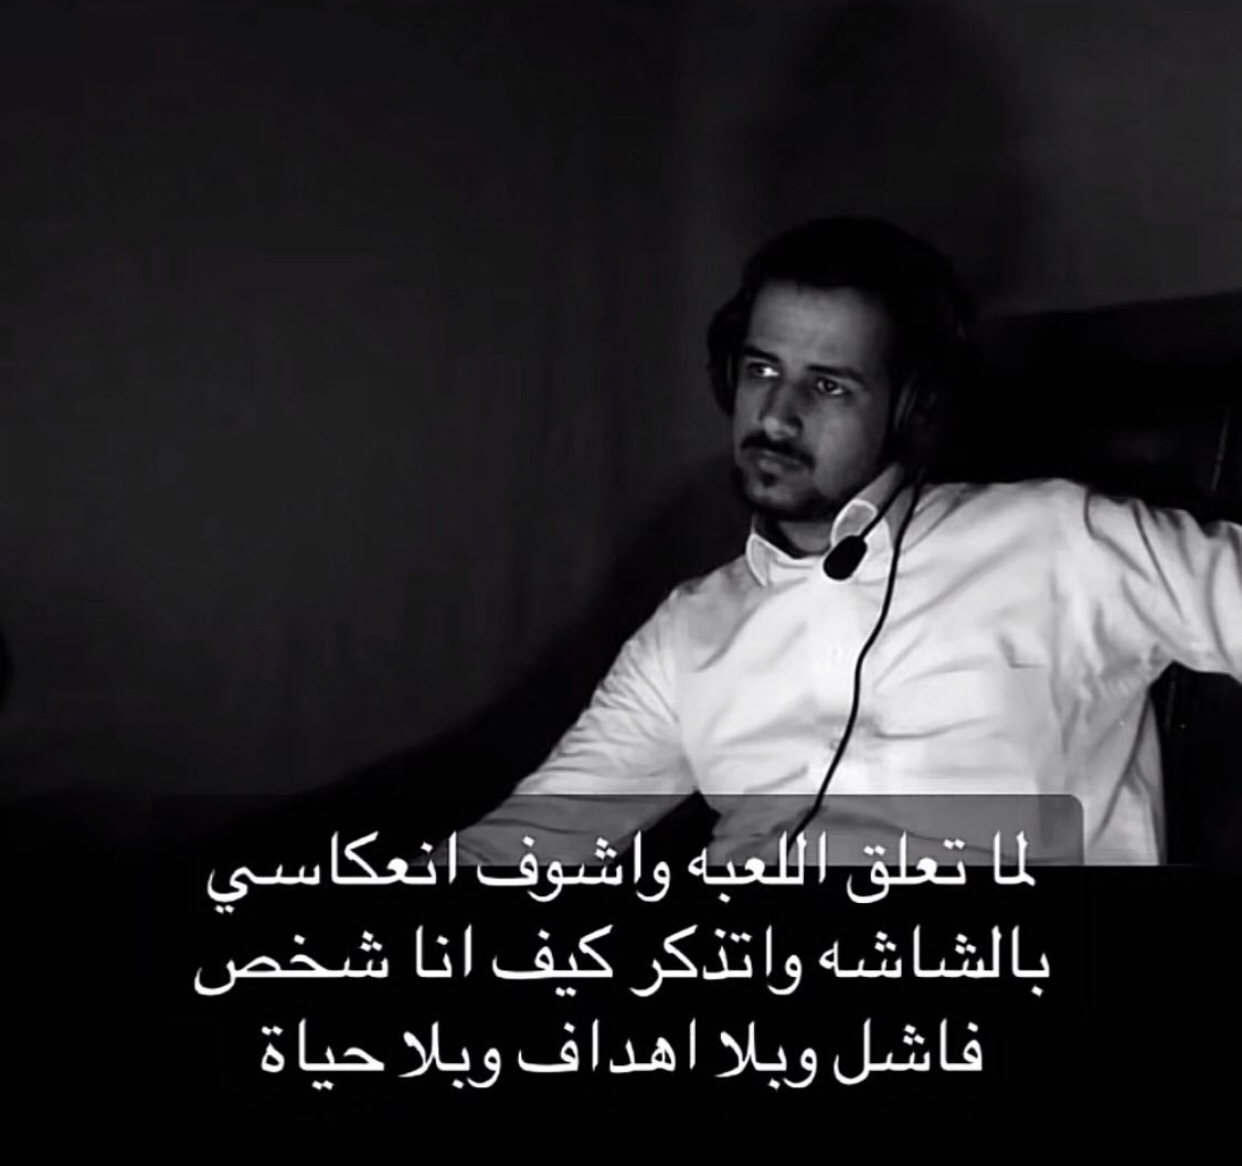 لما تعلق اللعبه واشوف انعكاسي
بالشاشه واتذكر كيف انا شخص
فاشل وبلا اهداف وبلا حياة